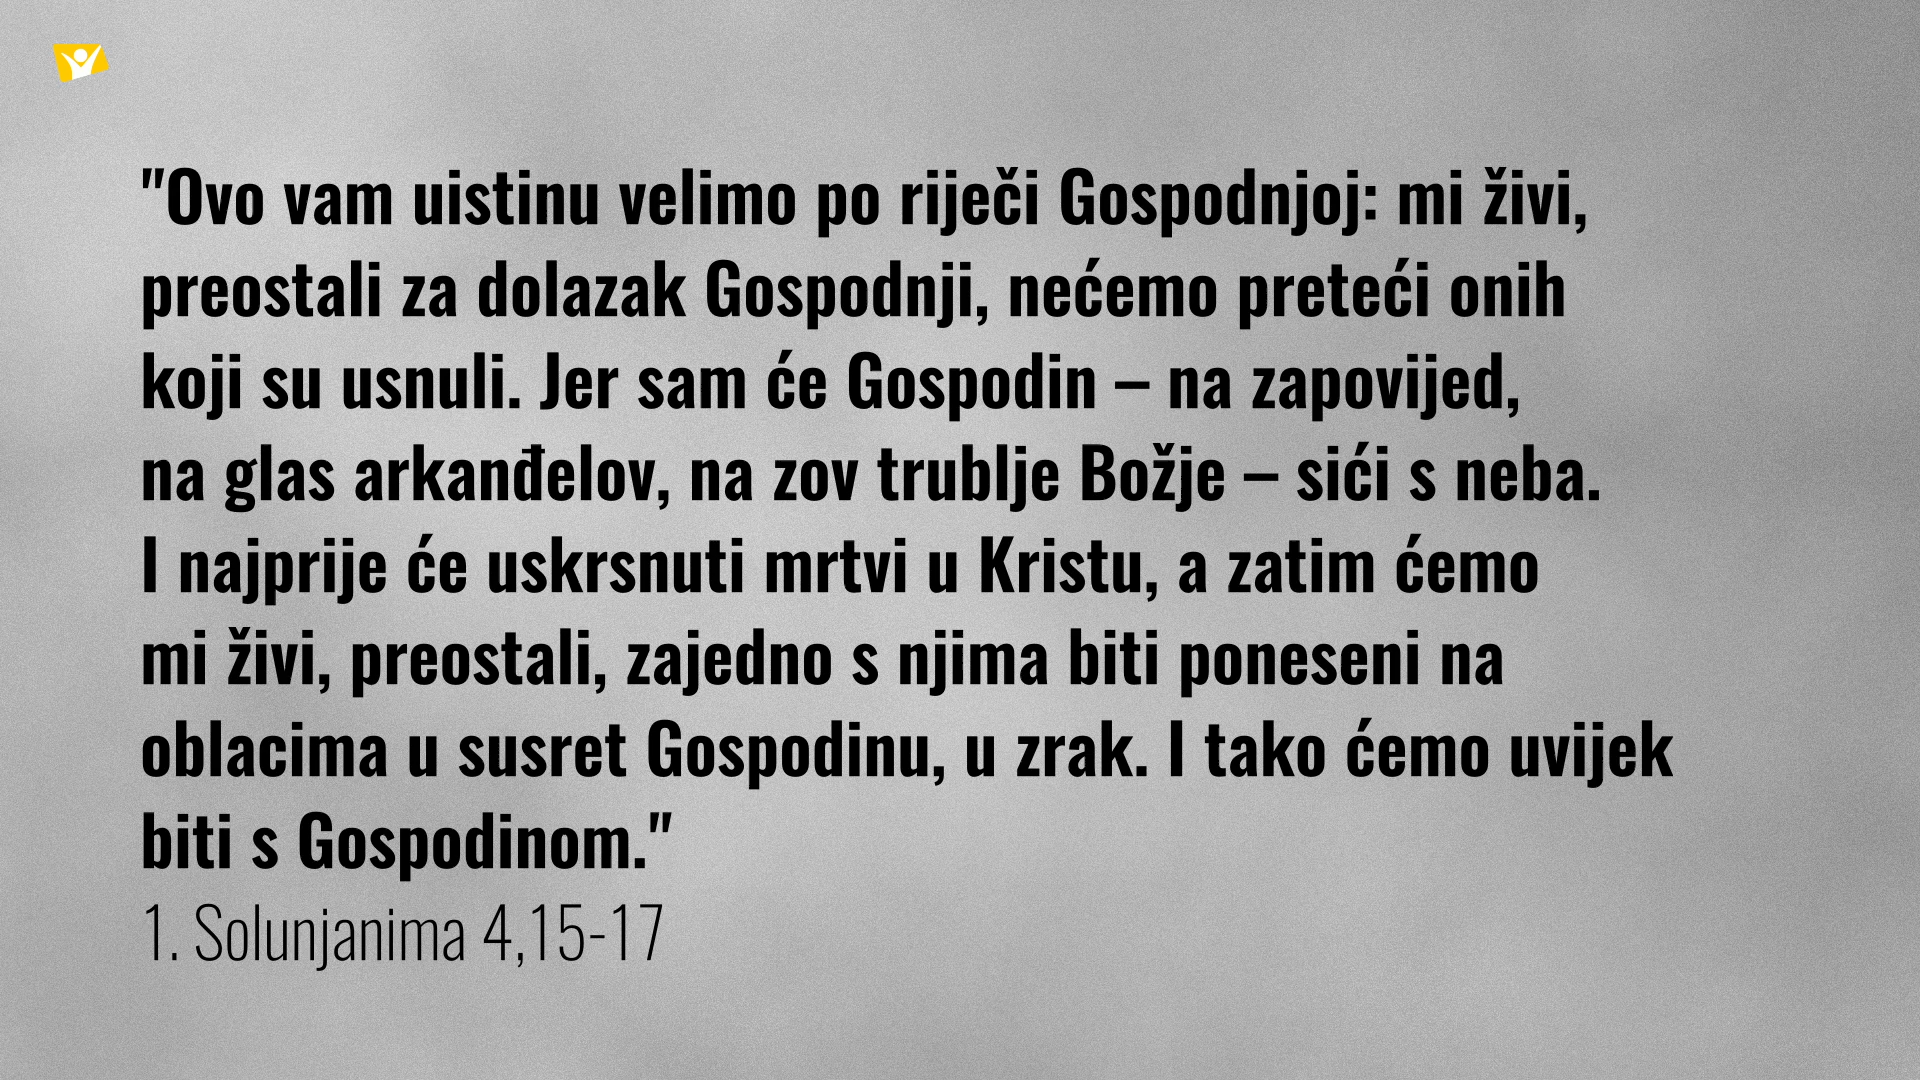 "Ovo vam uistinu velimo po riječi Gospodnjoj: mi živi,
preostali za dolazak Gospodnji, nećemo preteći onih
koji su usnuli. Jer sam će Gospodin – na zapovijed,
na glas arkanđelov, na zov trublje Božje – sići s neba.
I najprije će uskrsnuti mrtvi u Kristu, a zatim ćemo
mi živi, preostali, zajedno s njima biti poneseni na
oblacima u susret Gospodinu, u zrak. I tako ćemo uvijek
biti s Gospodinom."
1. Solunjanima 4,15-17